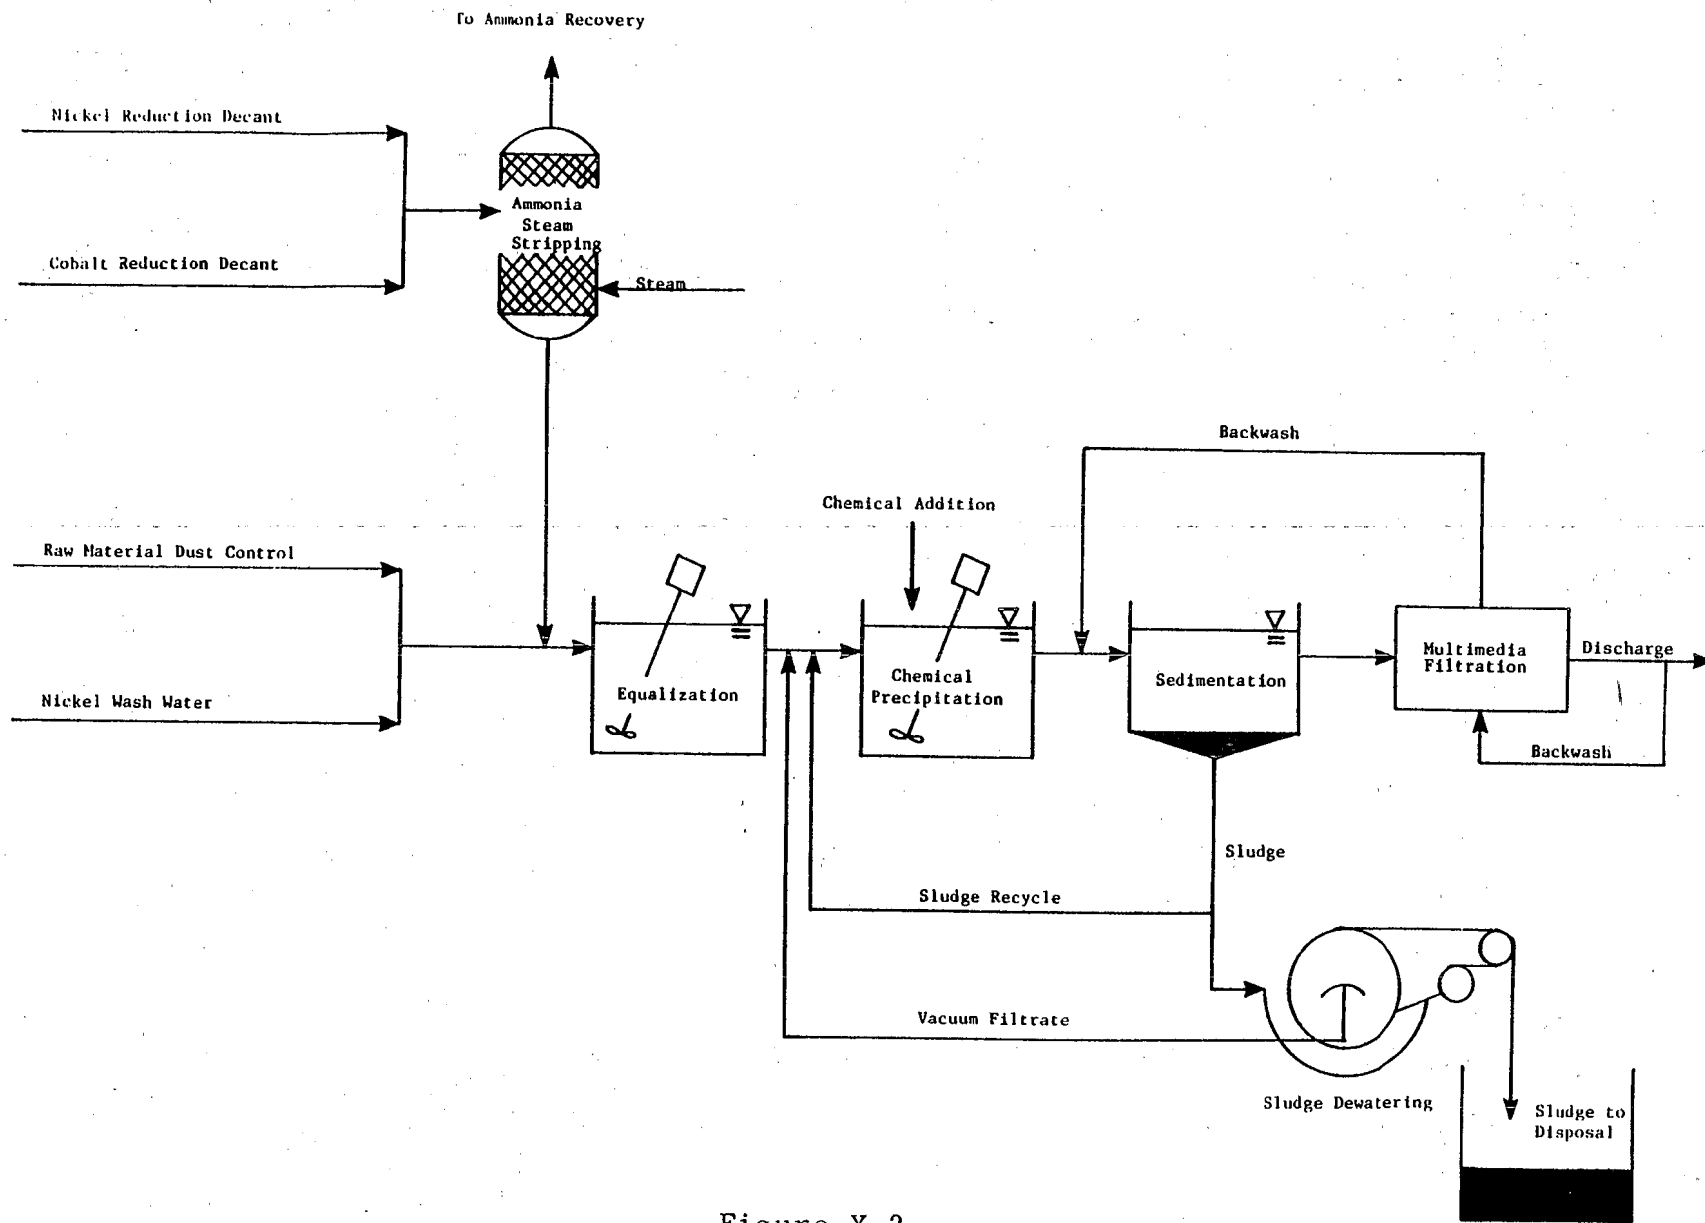 To Ammonia Recovery
Nickel Reduction Decant
Ammonia
Steam
Stripping
Cobalt Reduction Decant
Steam
Backwash
Chemical Addition
Raw Material Dust Control
Discharge
Multimedia
Filtration
Chemical
Precipitation
Sedimentation
Equalization
Nickel Wash Water
Backwash
Sludge
Sludge Recycle
Vacuum Filtrate
Sludge Dewatering
Sludge to
Disposal